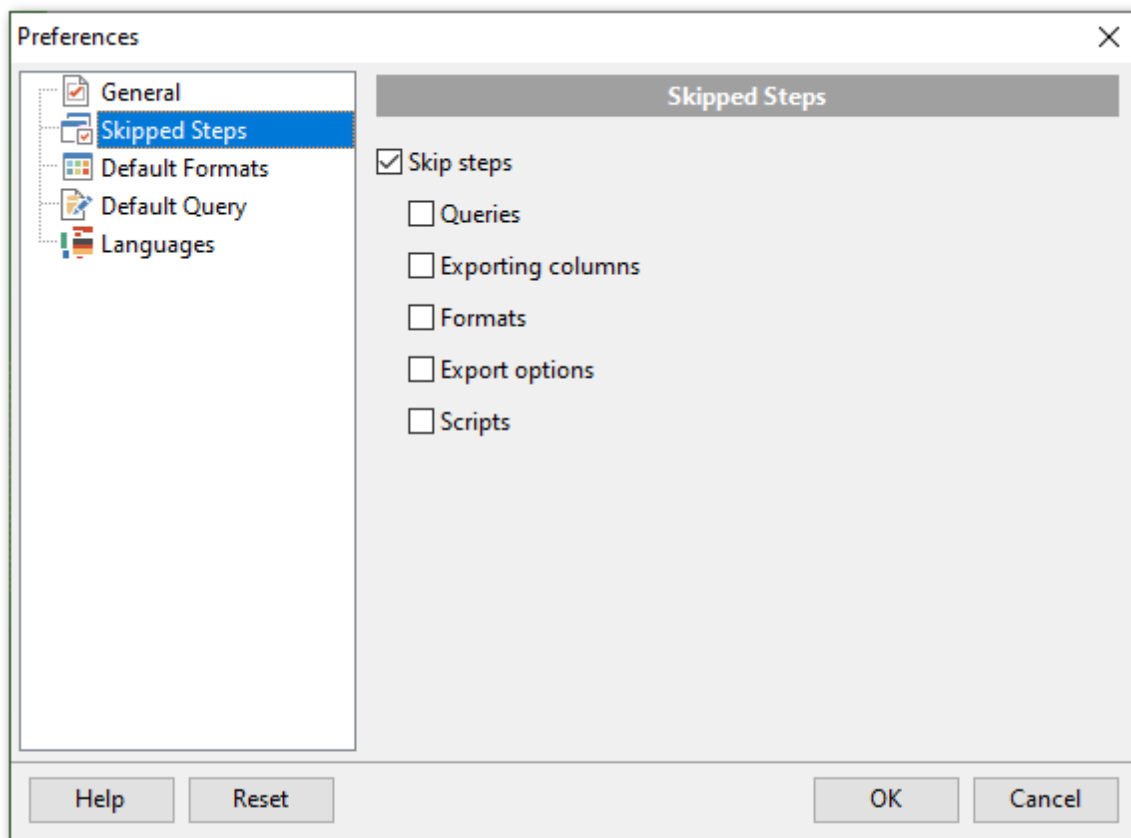 Preferences
General
Skipped Steps
Default Formats
Default Query
Languages
Skipped Steps
Skip steps
Queries
Exporting columns
Formats
Export options
Scripts
Help
Reset
OK
Cancel